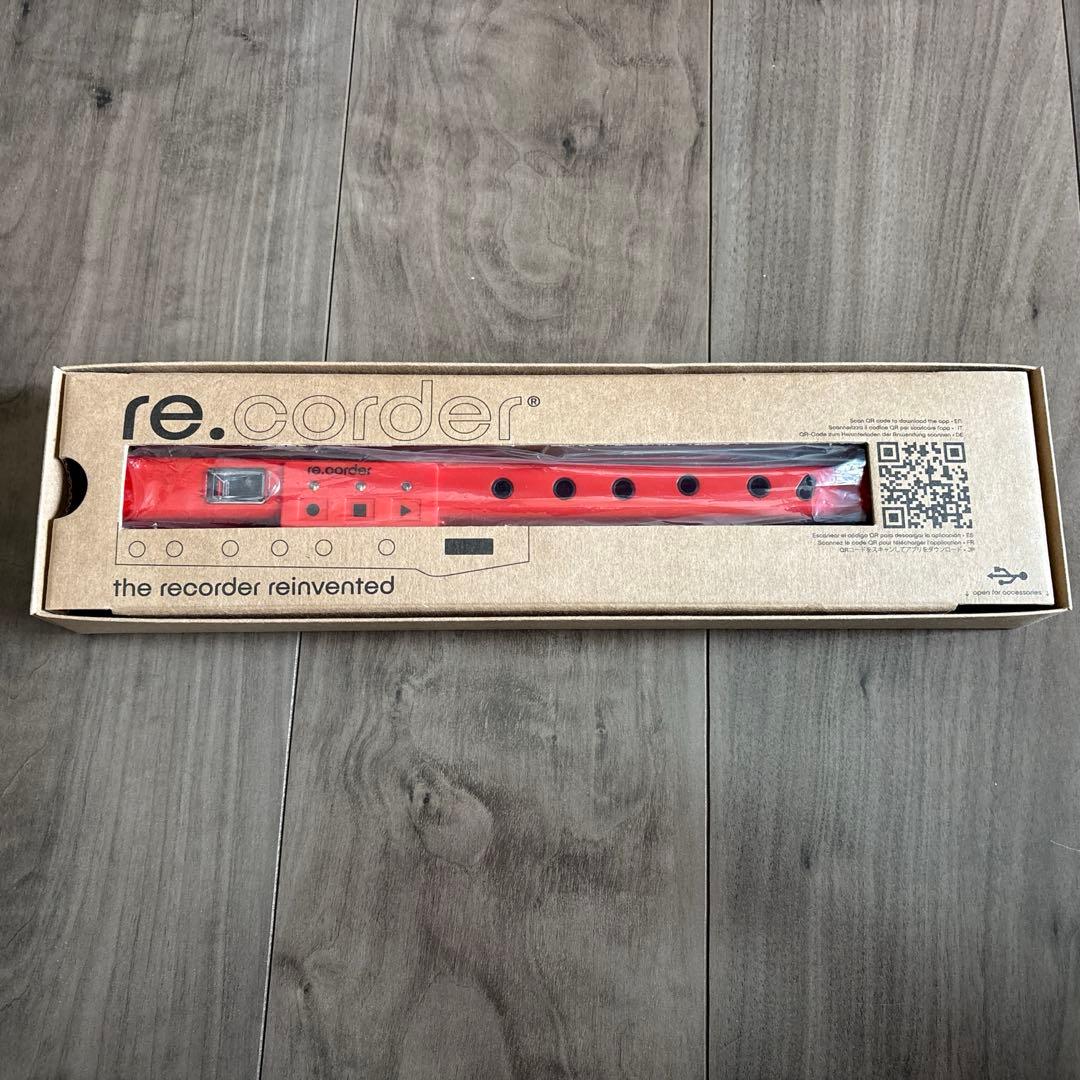 re.corder®
Scan QR code to download the app • EN
Scannerizza il codice QR per scaricare l'app • IT
QR-Code zum Herunterladen der Anwendung scannen • DE
re.corder
Escanear el código QR para descargar la aplicación • ES
Scannez le code QR pour télécharger l'application • FR
QRコードをスキャンしてアプリをダウンロード • JP
the recorder reinvented
↓ open for accessories ↓